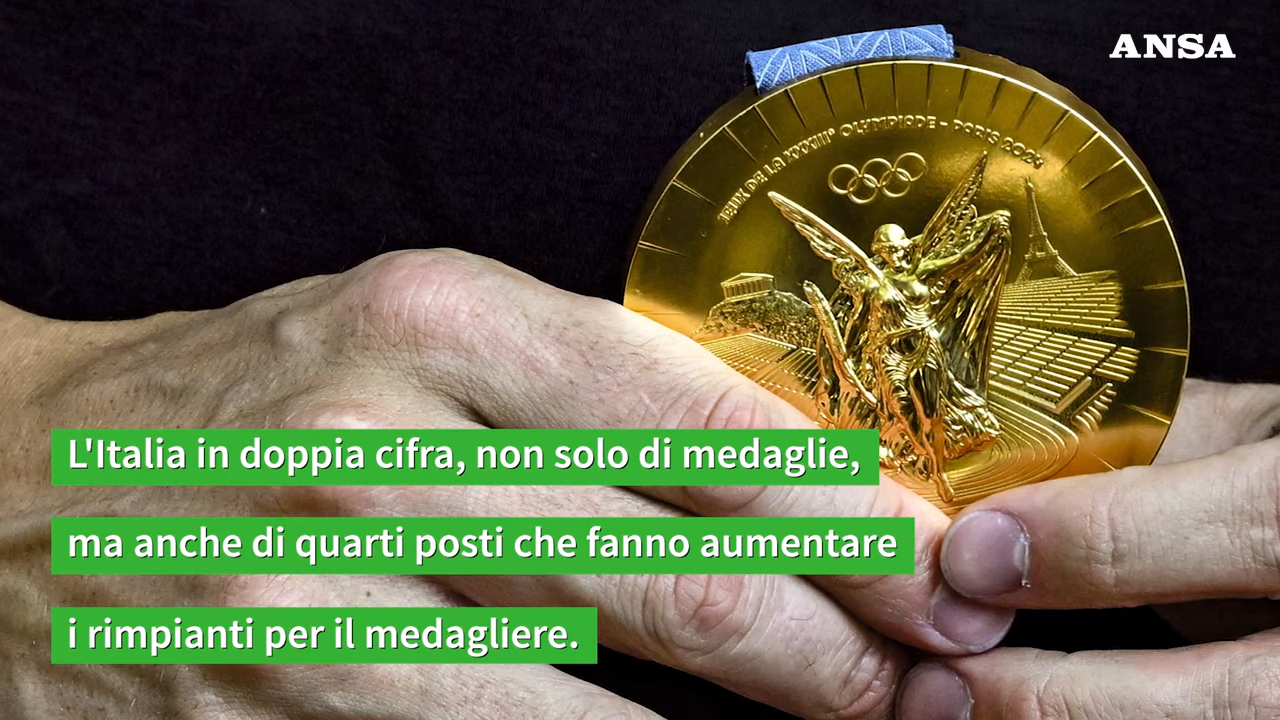 ANSA
JEUX DE LA XXXIIIᵉ OLYMPIADE - PARIS 2024
L'Italia in doppia cifra, non solo di medaglie,
ma anche di quarti posti che fanno aumentare
i rimpianti per il medagliere.